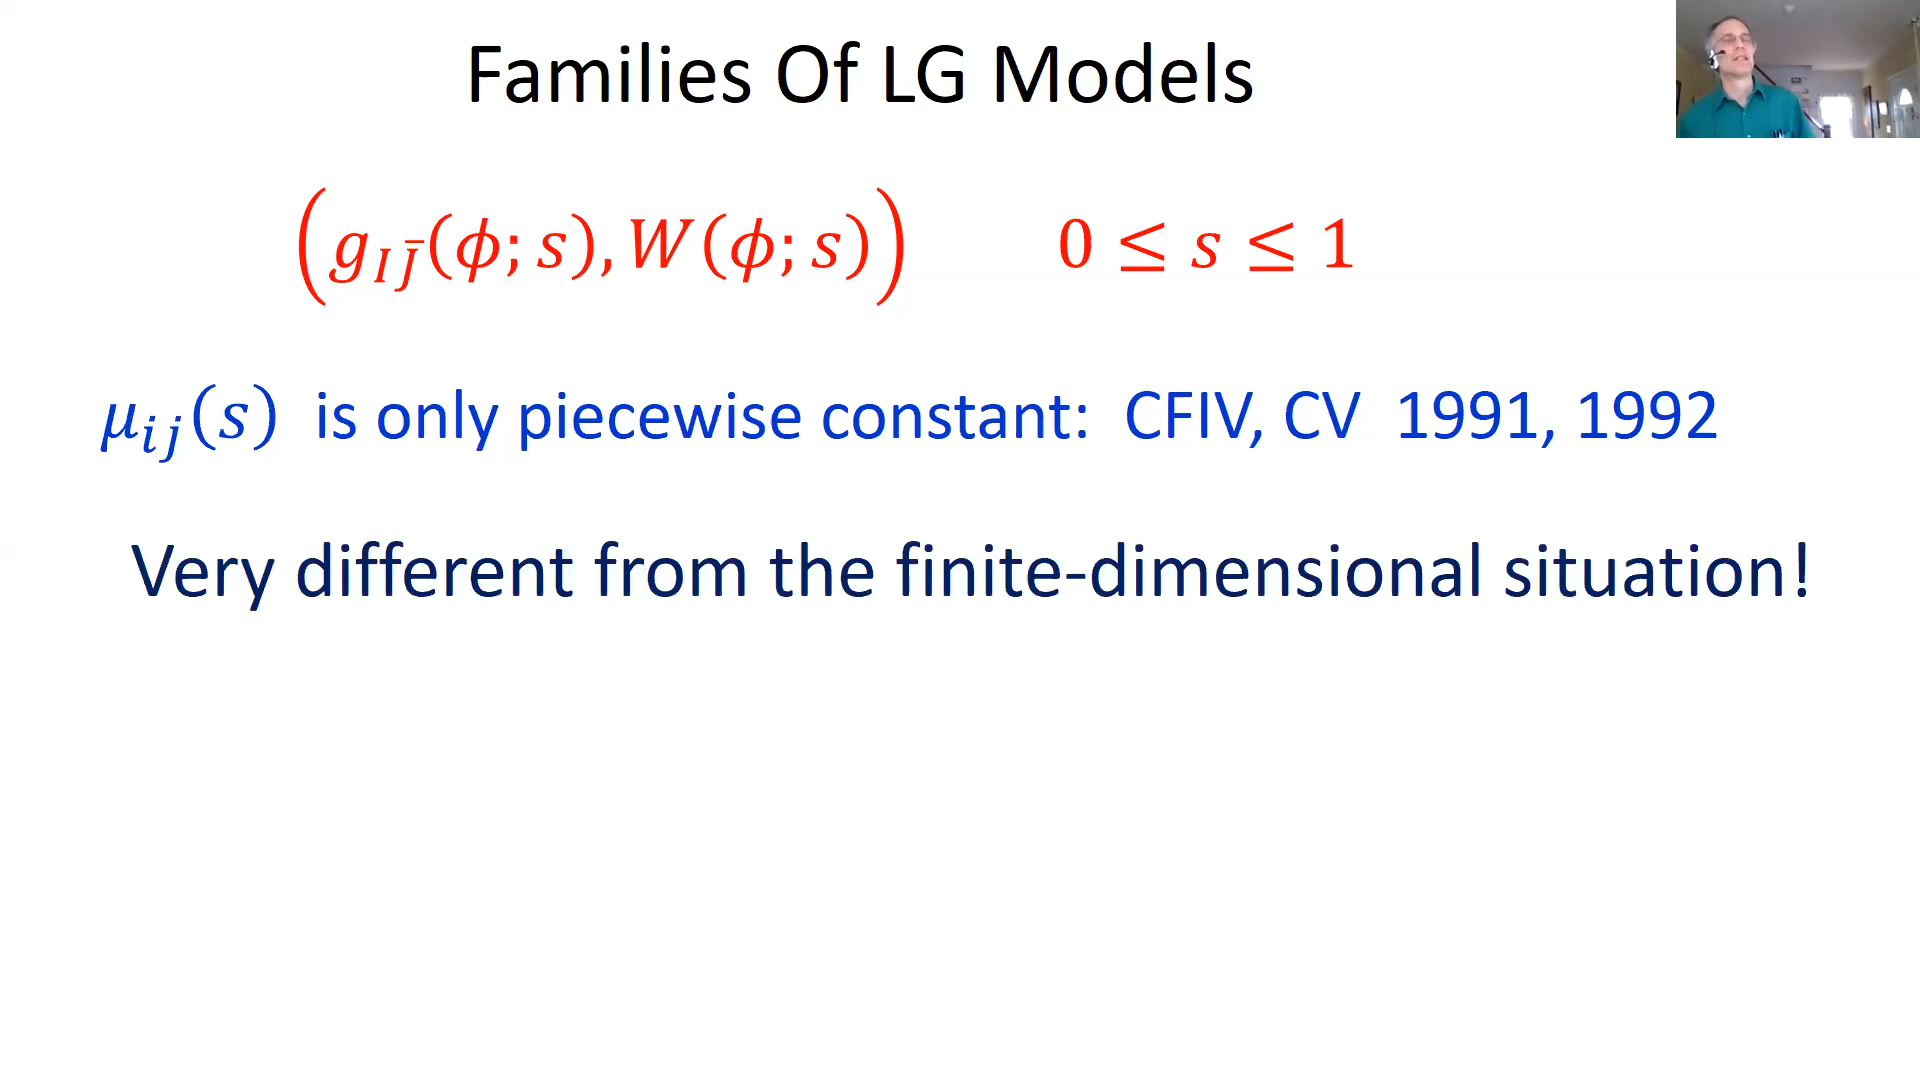 Families Of LG Models
(g_{IJ̄}(ϕ; s), W(ϕ; s)) 0 ≤ s ≤ 1
μ_{ij}(s) is only piecewise constant: CFIV, CV 1991, 1992
Very different from the finite-dimensional situation!